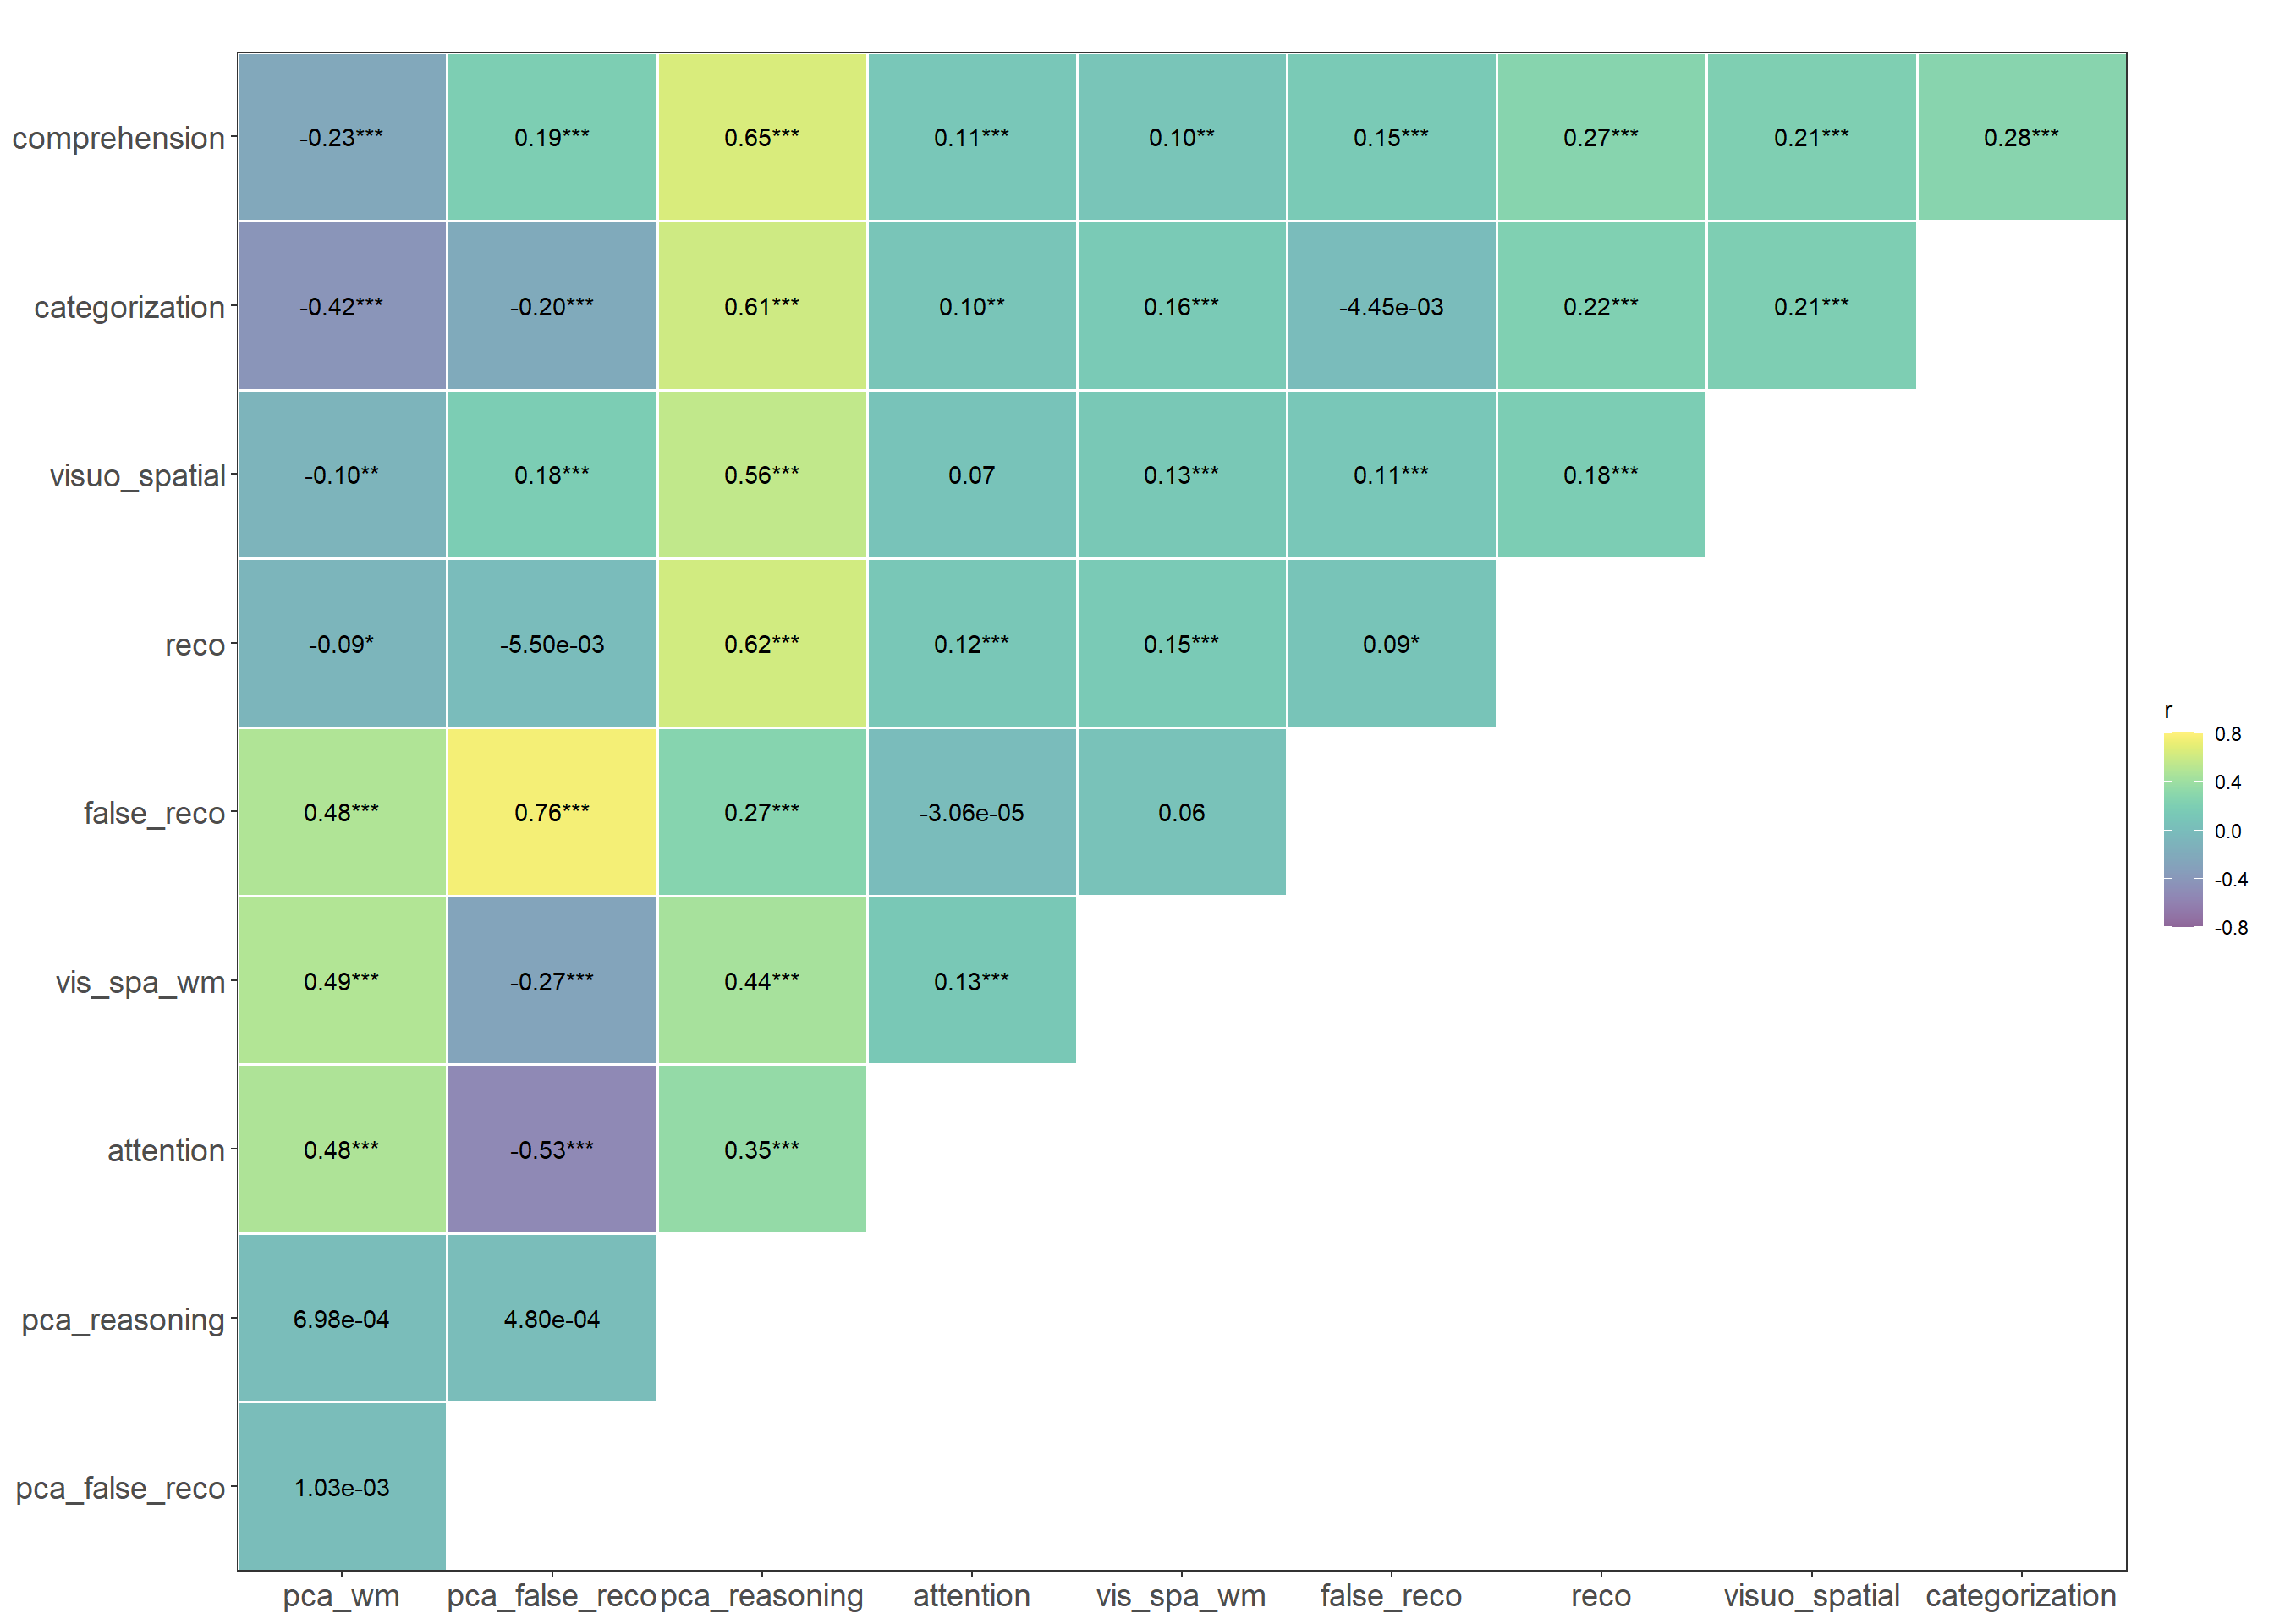 comprehension -0.23*** 0.19*** 0.65*** 0.11*** 0.10** 0.15*** 0.27*** 0.21*** 0.28***
categorization -0.42*** -0.20*** 0.61*** 0.10** 0.16*** -4.45e-03 0.22*** 0.21***
visuo_spatial -0.10** 0.18*** 0.56*** 0.07 0.13*** 0.11*** 0.18***
reco -0.09* -5.50e-03 0.62*** 0.12*** 0.15*** 0.09*
false_reco 0.48*** 0.76*** 0.27*** -3.06e-05 0.06
vis_spa_wm 0.49*** -0.27*** 0.44*** 0.13***
attention 0.48*** -0.53*** 0.35***
pca_reasoning 6.98e-04 4.80e-04
pca_false_reco 1.03e-03
pca_wm pca_false_reco pca_reasoning attention vis_spa_wm false_reco reco visuo_spatial categorization
r
0.8
0.4
0.0
-0.4
-0.8